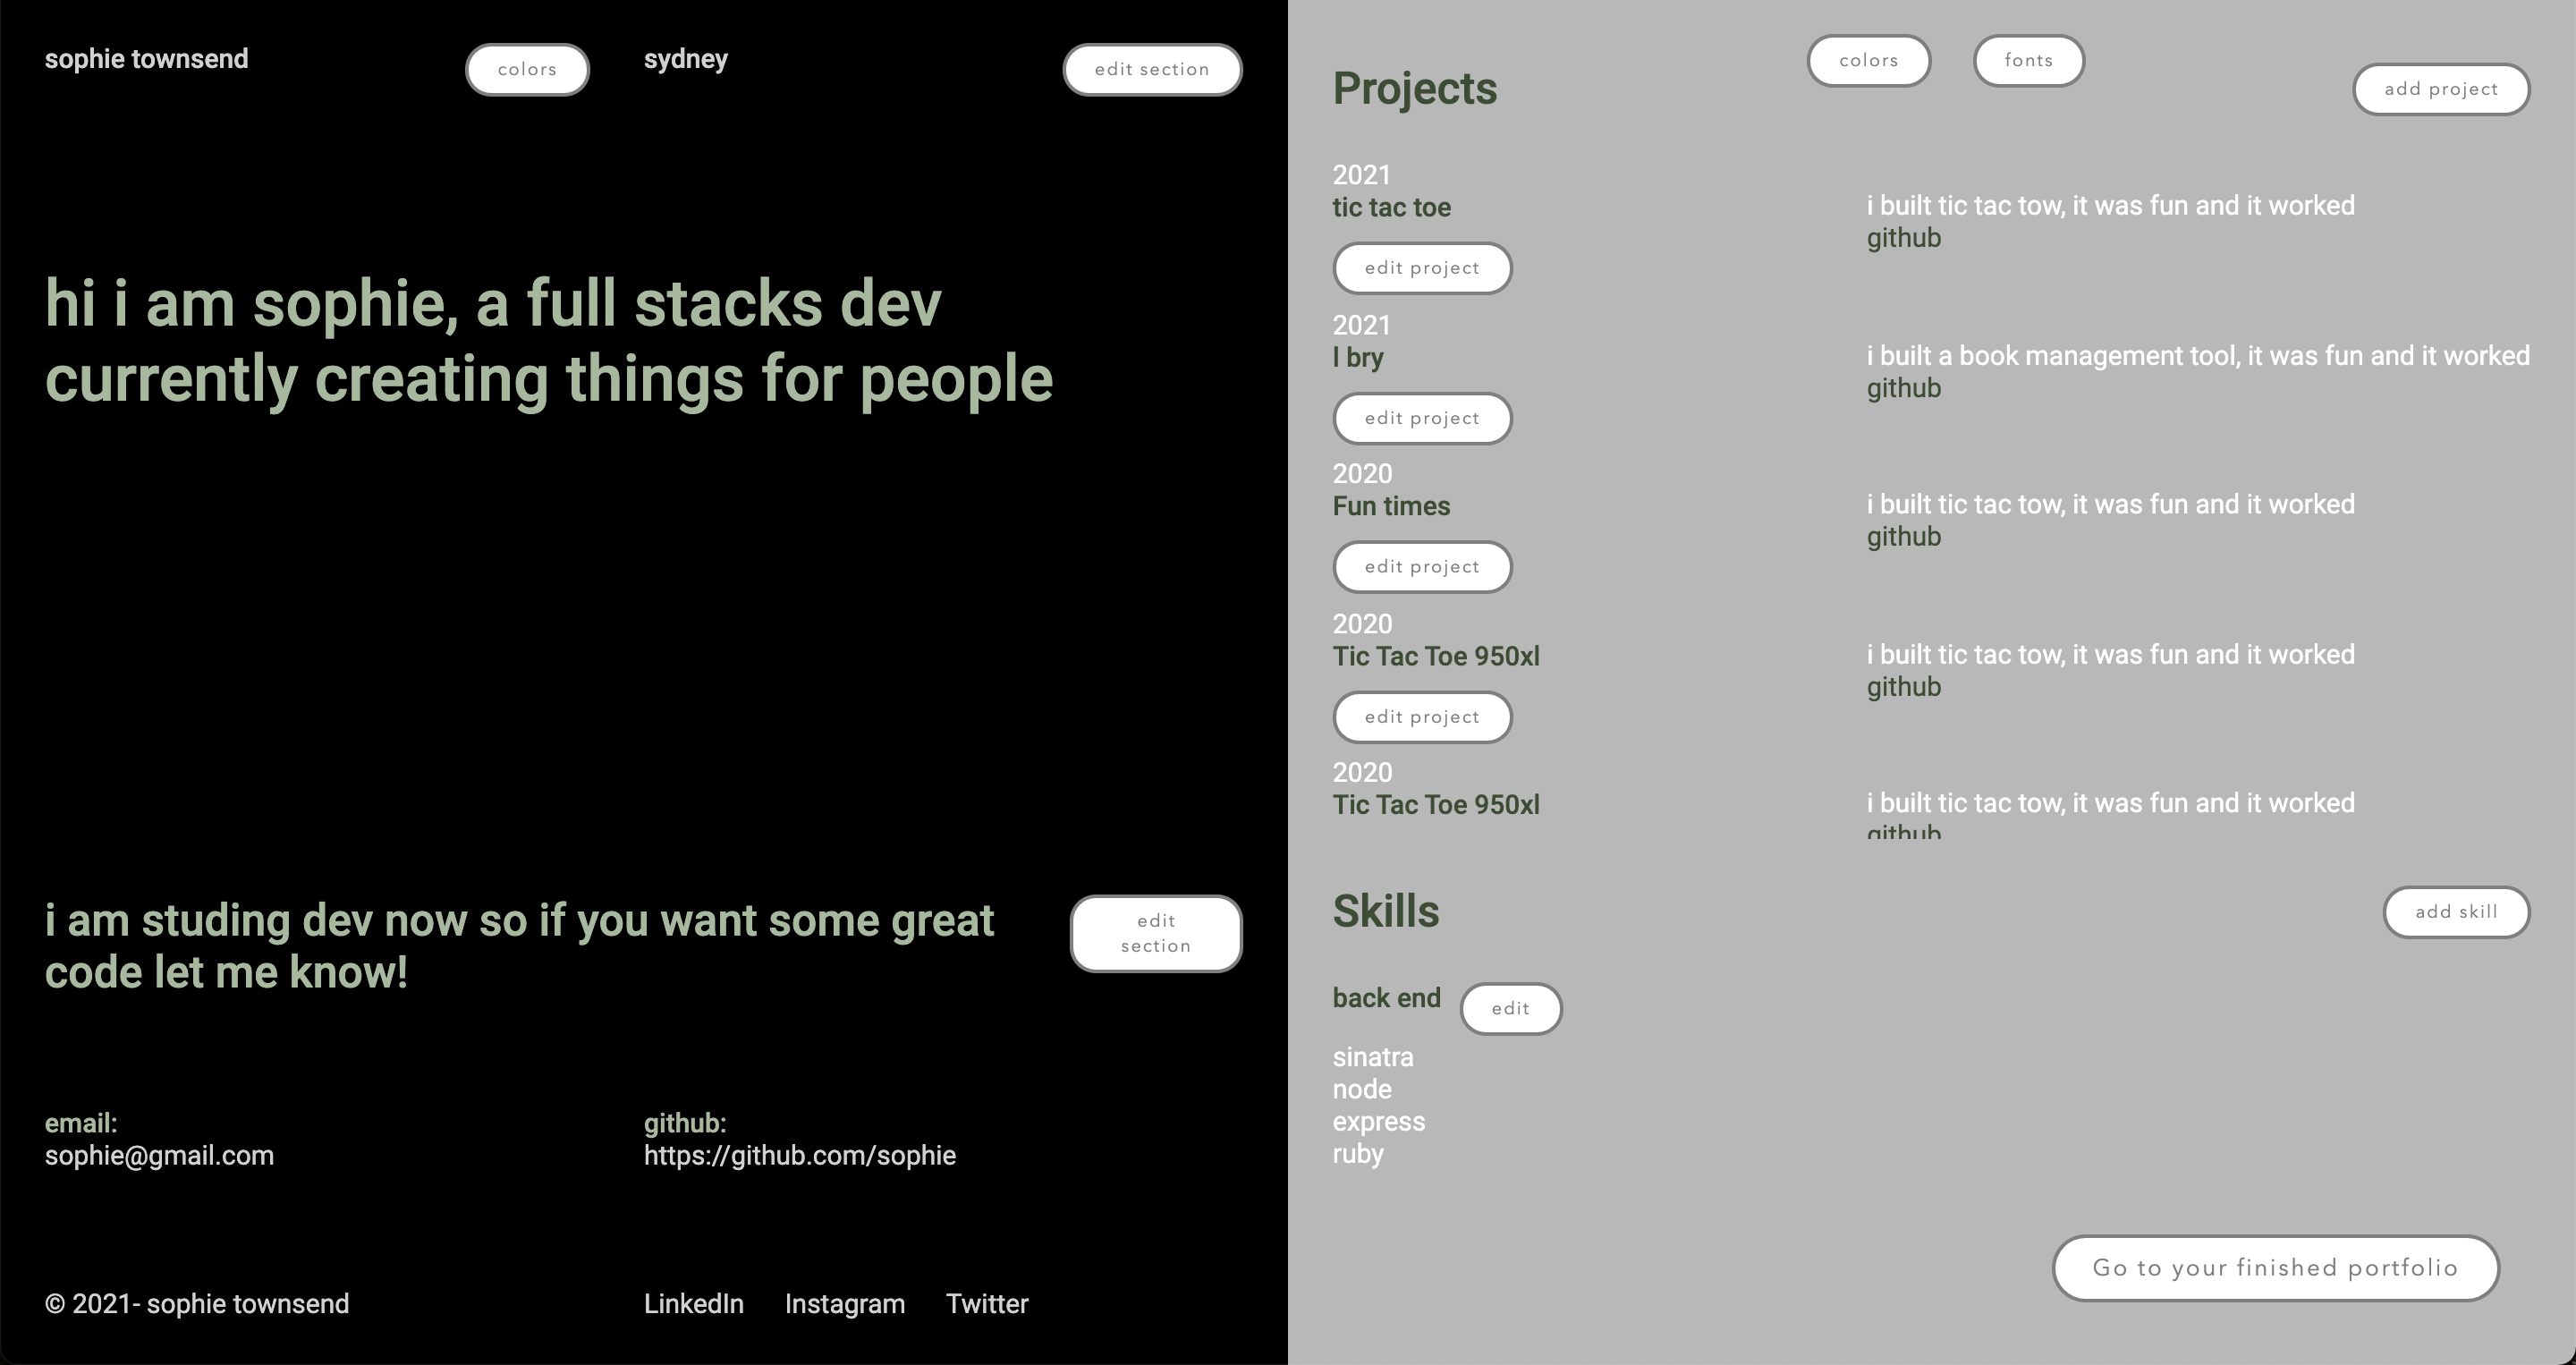 sophie townsend
colors
sydney
edit section
hi i am sophie, a full stacks dev
currently creating things for people
i am studing dev now so if you want some great
code let me know!
edit
section
email:
sophie@gmail.com
github:
https://github.com/sophie
© 2021- sophie townsend
LinkedIn
Instagram
Twitter
Projects
colors
fonts
add project
2021
tic tac toe
i built tic tac tow, it was fun and it worked
github
edit project
2021
l bry
i built a book management tool, it was fun and it worked
github
edit project
2020
Fun times
i built tic tac tow, it was fun and it worked
github
edit project
2020
Tic Tac Toe 950xl
i built tic tac tow, it was fun and it worked
github
edit project
2020
Tic Tac Toe 950xl
i built tic tac tow, it was fun and it worked
github
Skills
add skill
back end
edit
sinatra
node
express
ruby
Go to your finished portfolio